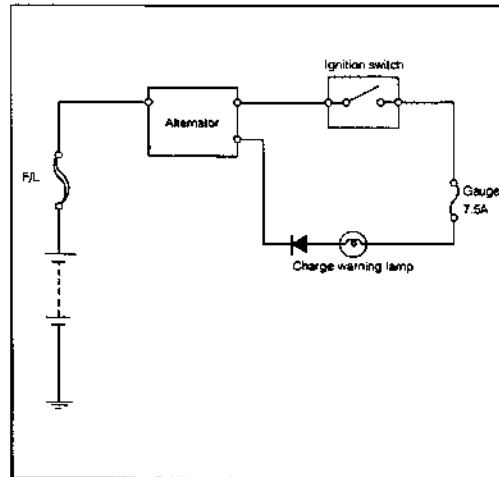 Ignition switch
Alternator
F/L
Gauge
7.5A
Charge warning lamp